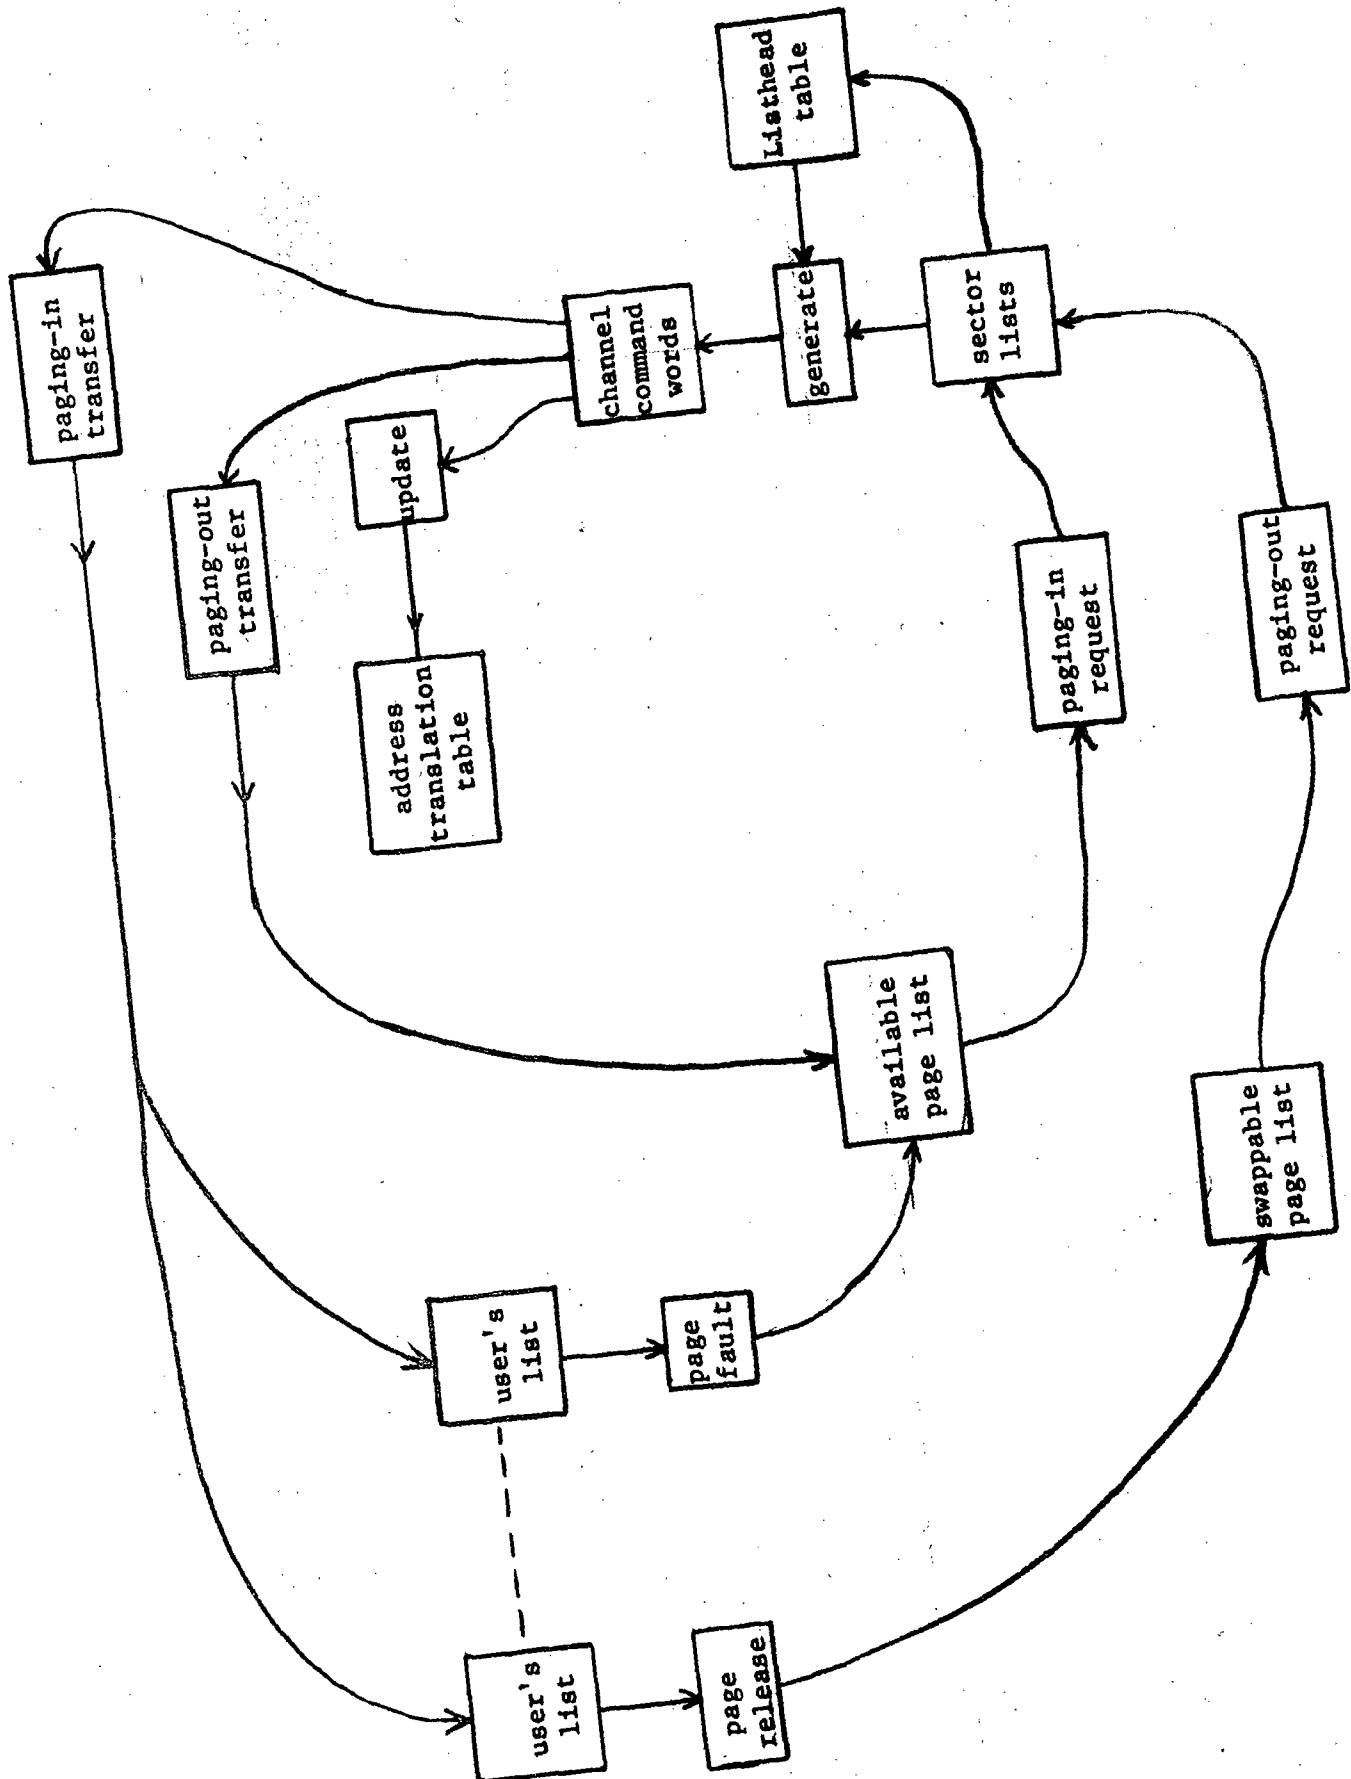 paging-in
transfer
paging-out
transfer
address
translation
table
update
user's
list
user's
list
channel
command
words
page
release
page
fault
Listhead
table
generate
available
page list
sector
lists
paging-in
request
swappable
page list
paging-out
request